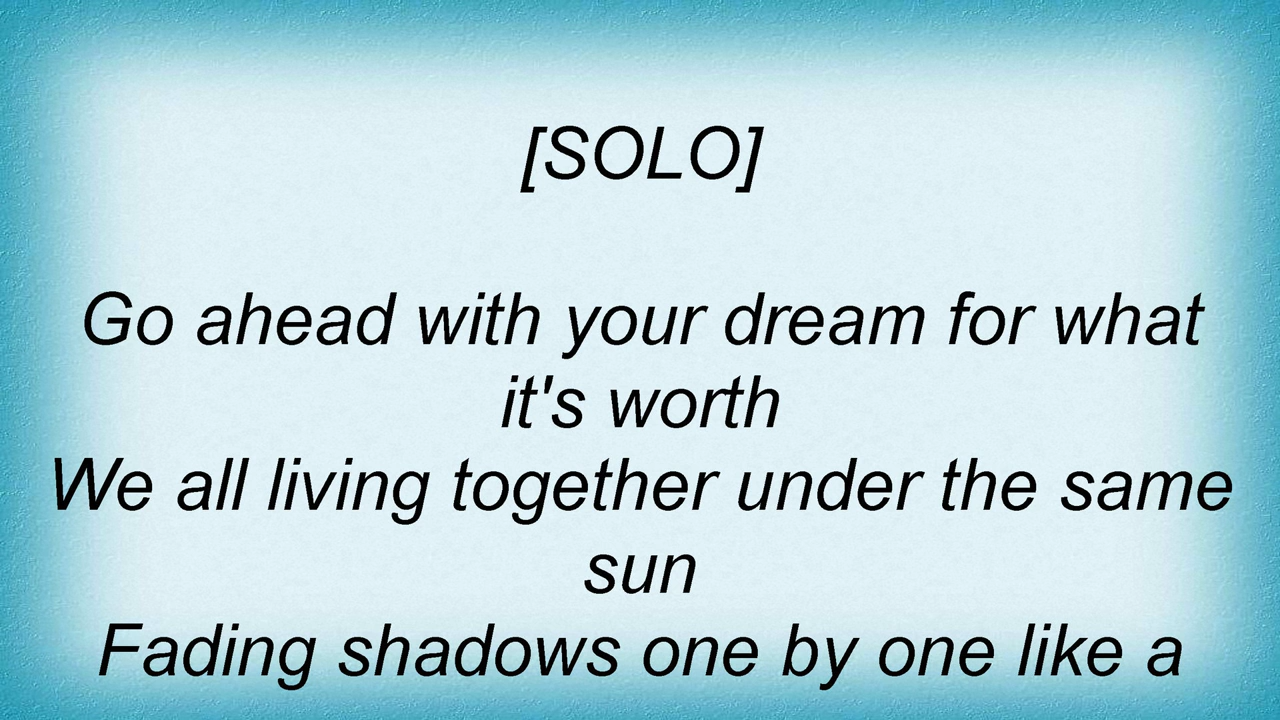 [SOLO]
Go ahead with your dream for what
it's worth
We all living together under the same
sun
Fading shadows one by one like a